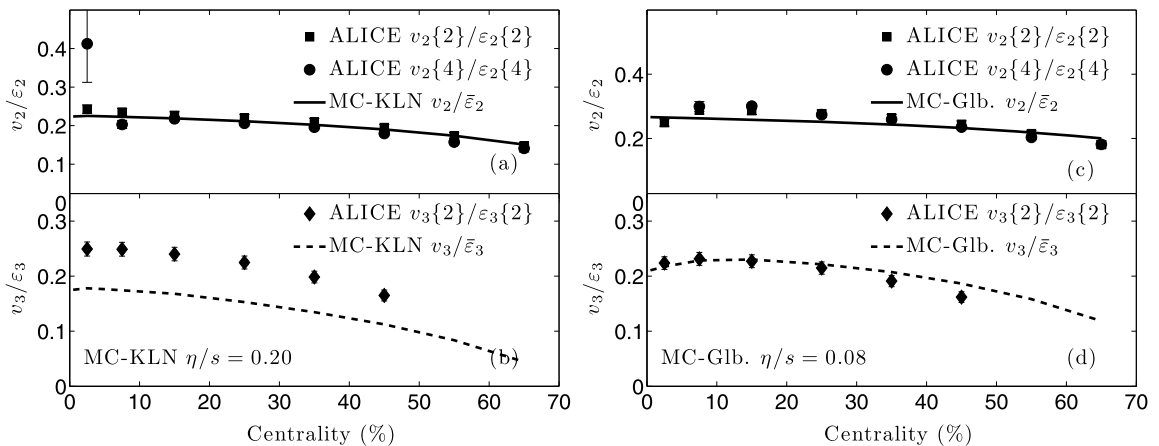 v₂/ε₂
0.4
0.3
0.2
0.1
0
ALICE v₂{2}/ε₂{2}
ALICE v₂{4}/ε₂{4}
MC-KLN v₂/ε̄₂
(a)
v₃/ε₃
0.3
0.2
0.1
0
ALICE v₃{2}/ε₃{2}
MC-KLN v₃/ε̄₃
MC-KLN η/s = 0.20
(b)
0 10 20 30 40 50 60 70
Centrality (%)
v₂/ε₂
0.4
0.2
0
ALICE v₂{2}/ε₂{2}
ALICE v₂{4}/ε₂{4}
MC-Glb. v₂/ε̄₂
(c)
v₃/ε₃
0.3
0.2
0.1
0
ALICE v₃{2}/ε₃{2}
MC-Glb. v₃/ε̄₃
MC-Glb. η/s = 0.08
(d)
0 10 20 30 40 50 60 70
Centrality (%)